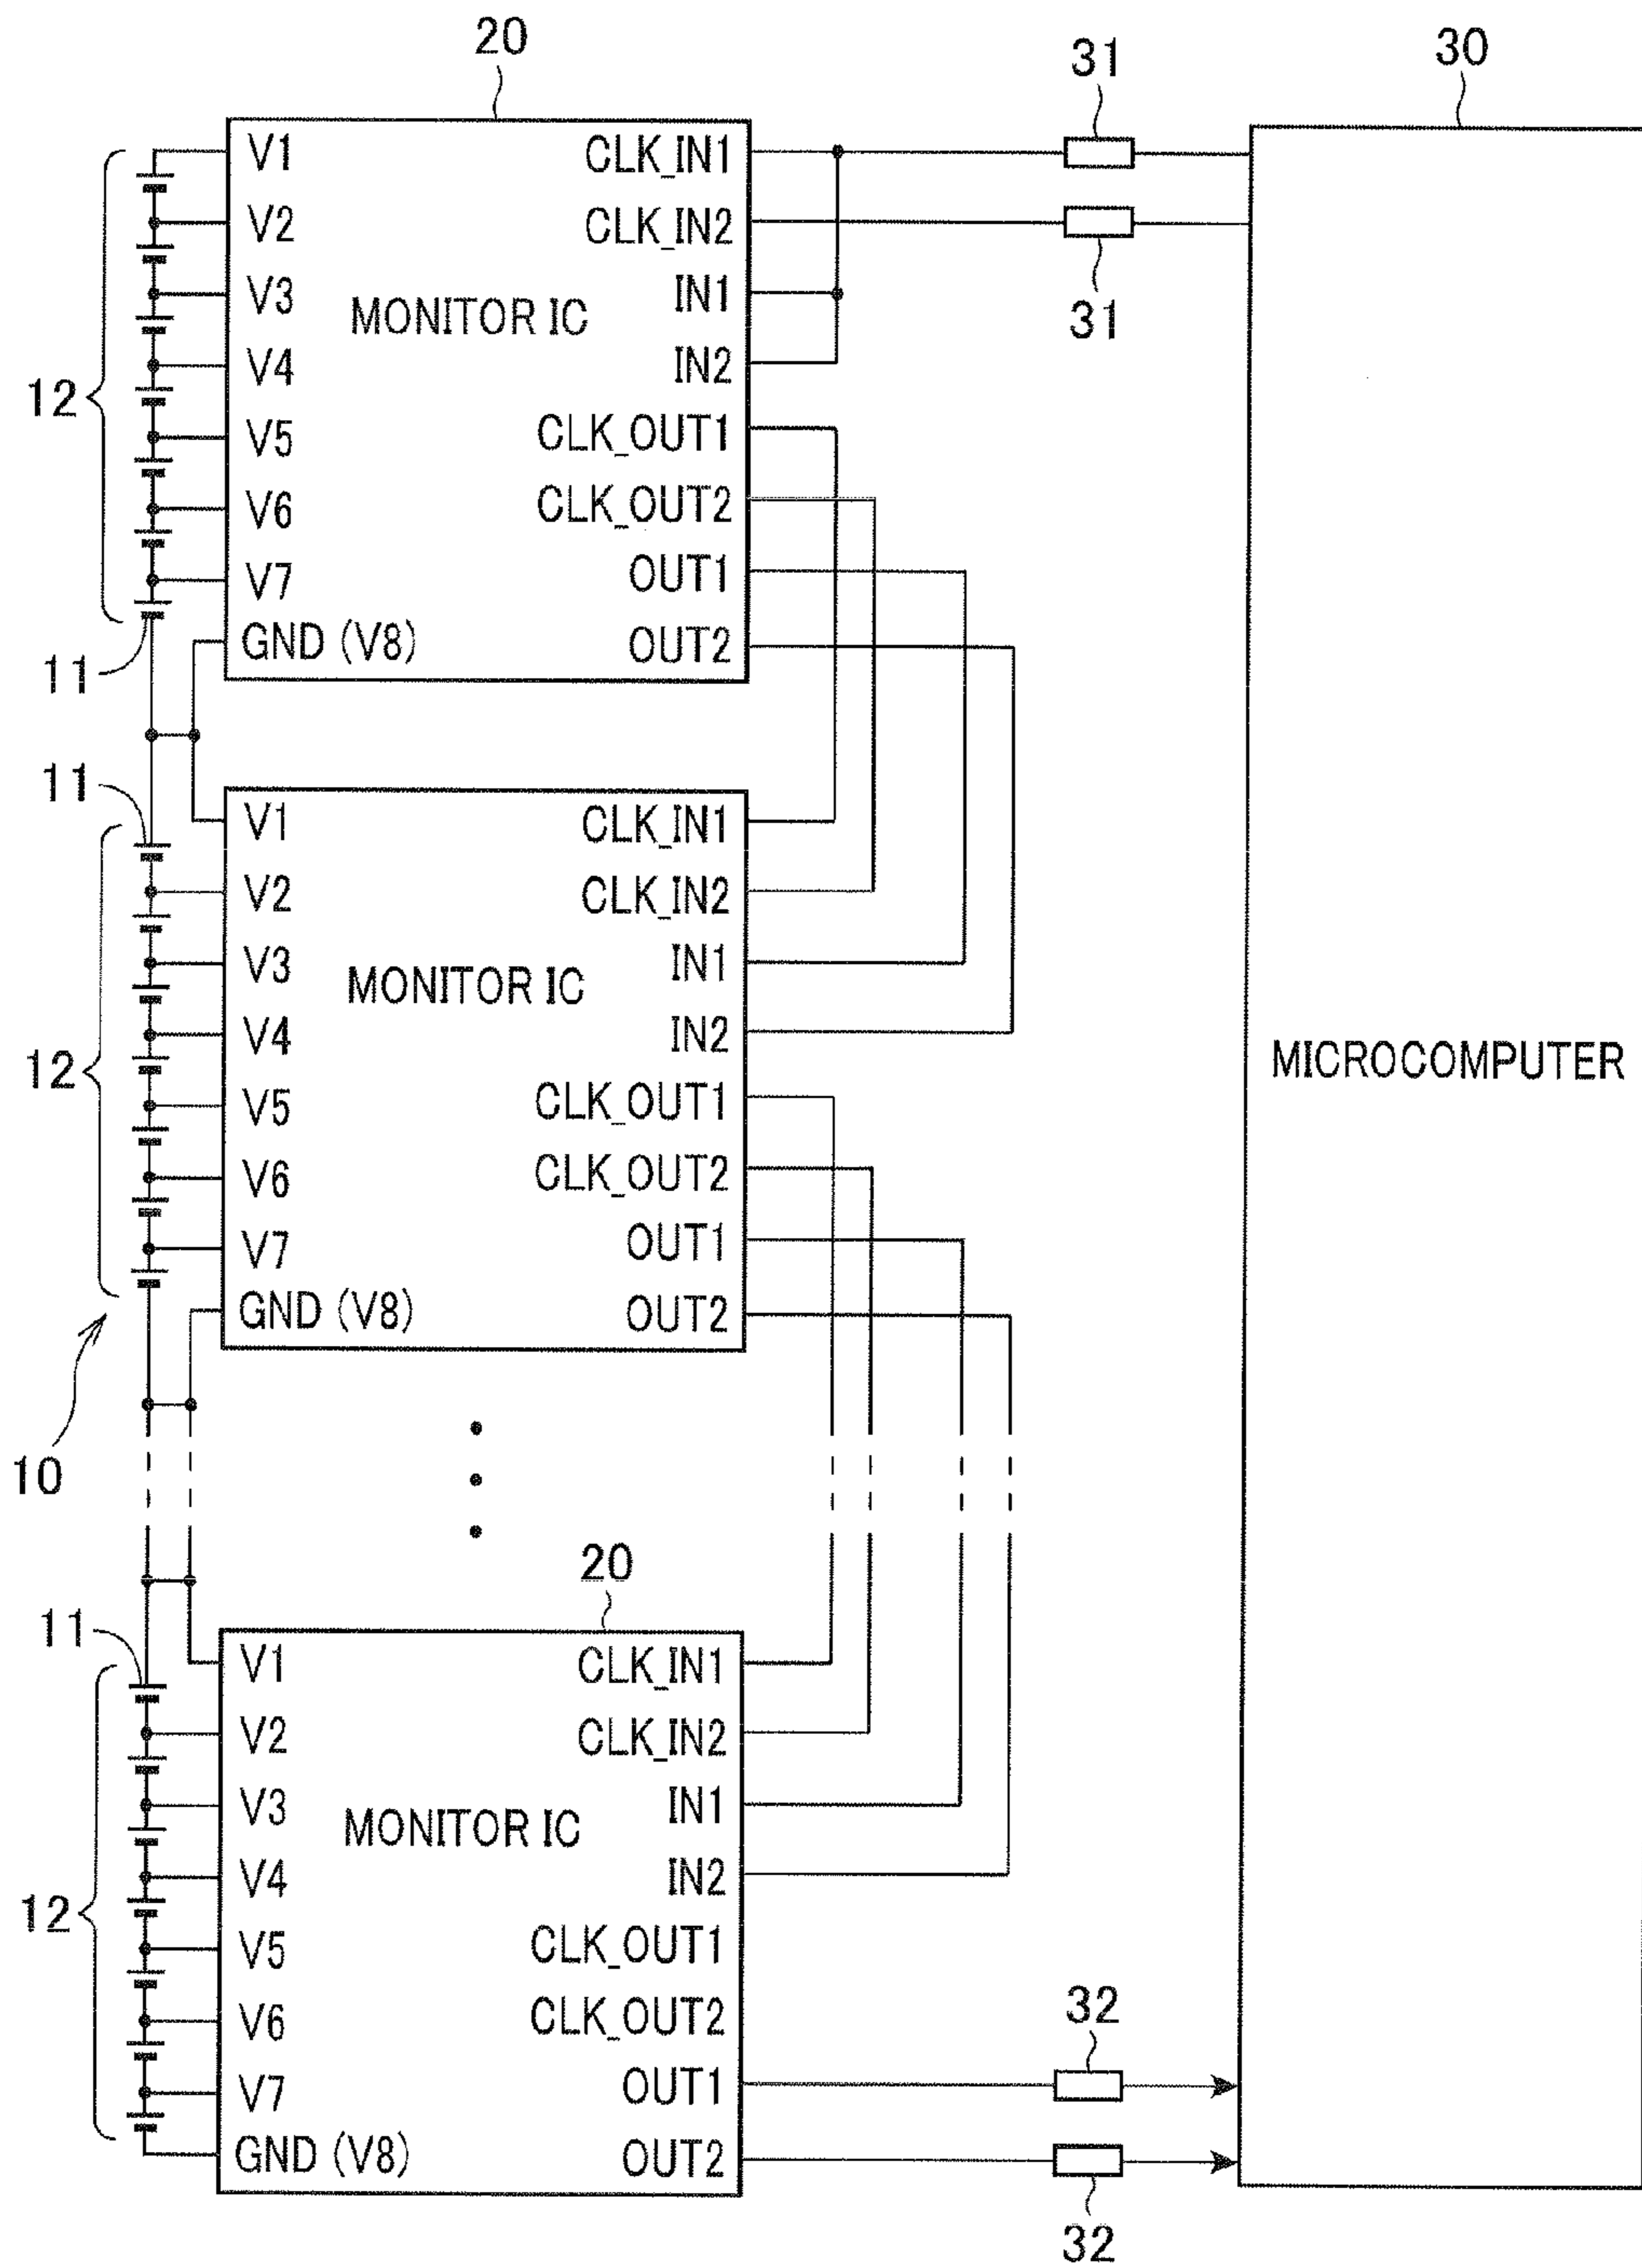 20
31
30
V1 CLK_IN1
V2 CLK_IN2
31
V3 IN1
MONITOR IC
V4 IN2
12
V5 CLK_OUT1
V6 CLK_OUT2
V7 OUT1
GND (V8) OUT2
11
11
V1 CLK_IN1
V2 CLK_IN2
V3 IN1
MONITOR IC
V4 IN2
12
MICROCOMPUTER
V5 CLK_OUT1
V6 CLK_OUT2
V7 OUT1
GND (V8) OUT2
10
20
11
V1 CLK_IN1
V2 CLK_IN2
V3 IN1
MONITOR IC
V4 IN2
12
V5 CLK_OUT1
V6 CLK_OUT2
32
V7 OUT1
GND (V8) OUT2
32